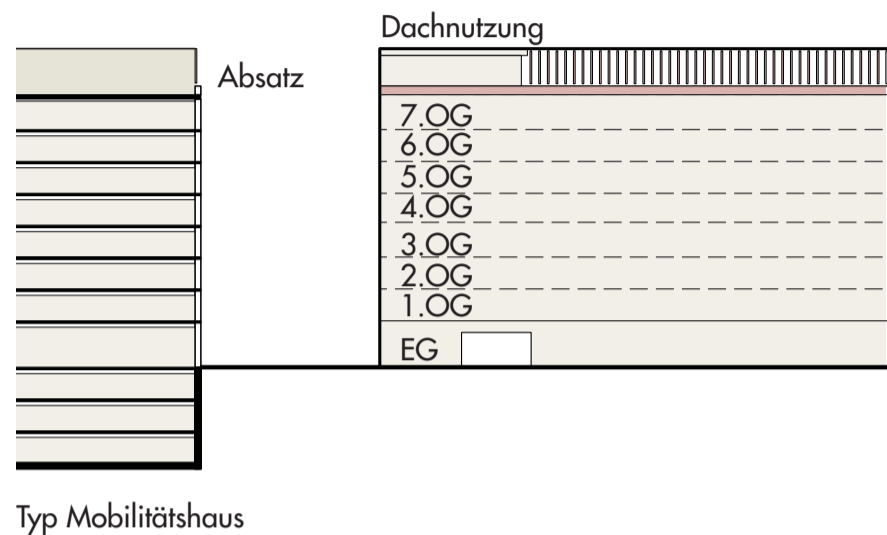 Dachnutzung
Absatz
7.OG
6.OG
5.OG
4.OG
3.OG
2.OG
1.OG
EG
Typ Mobilitätshaus